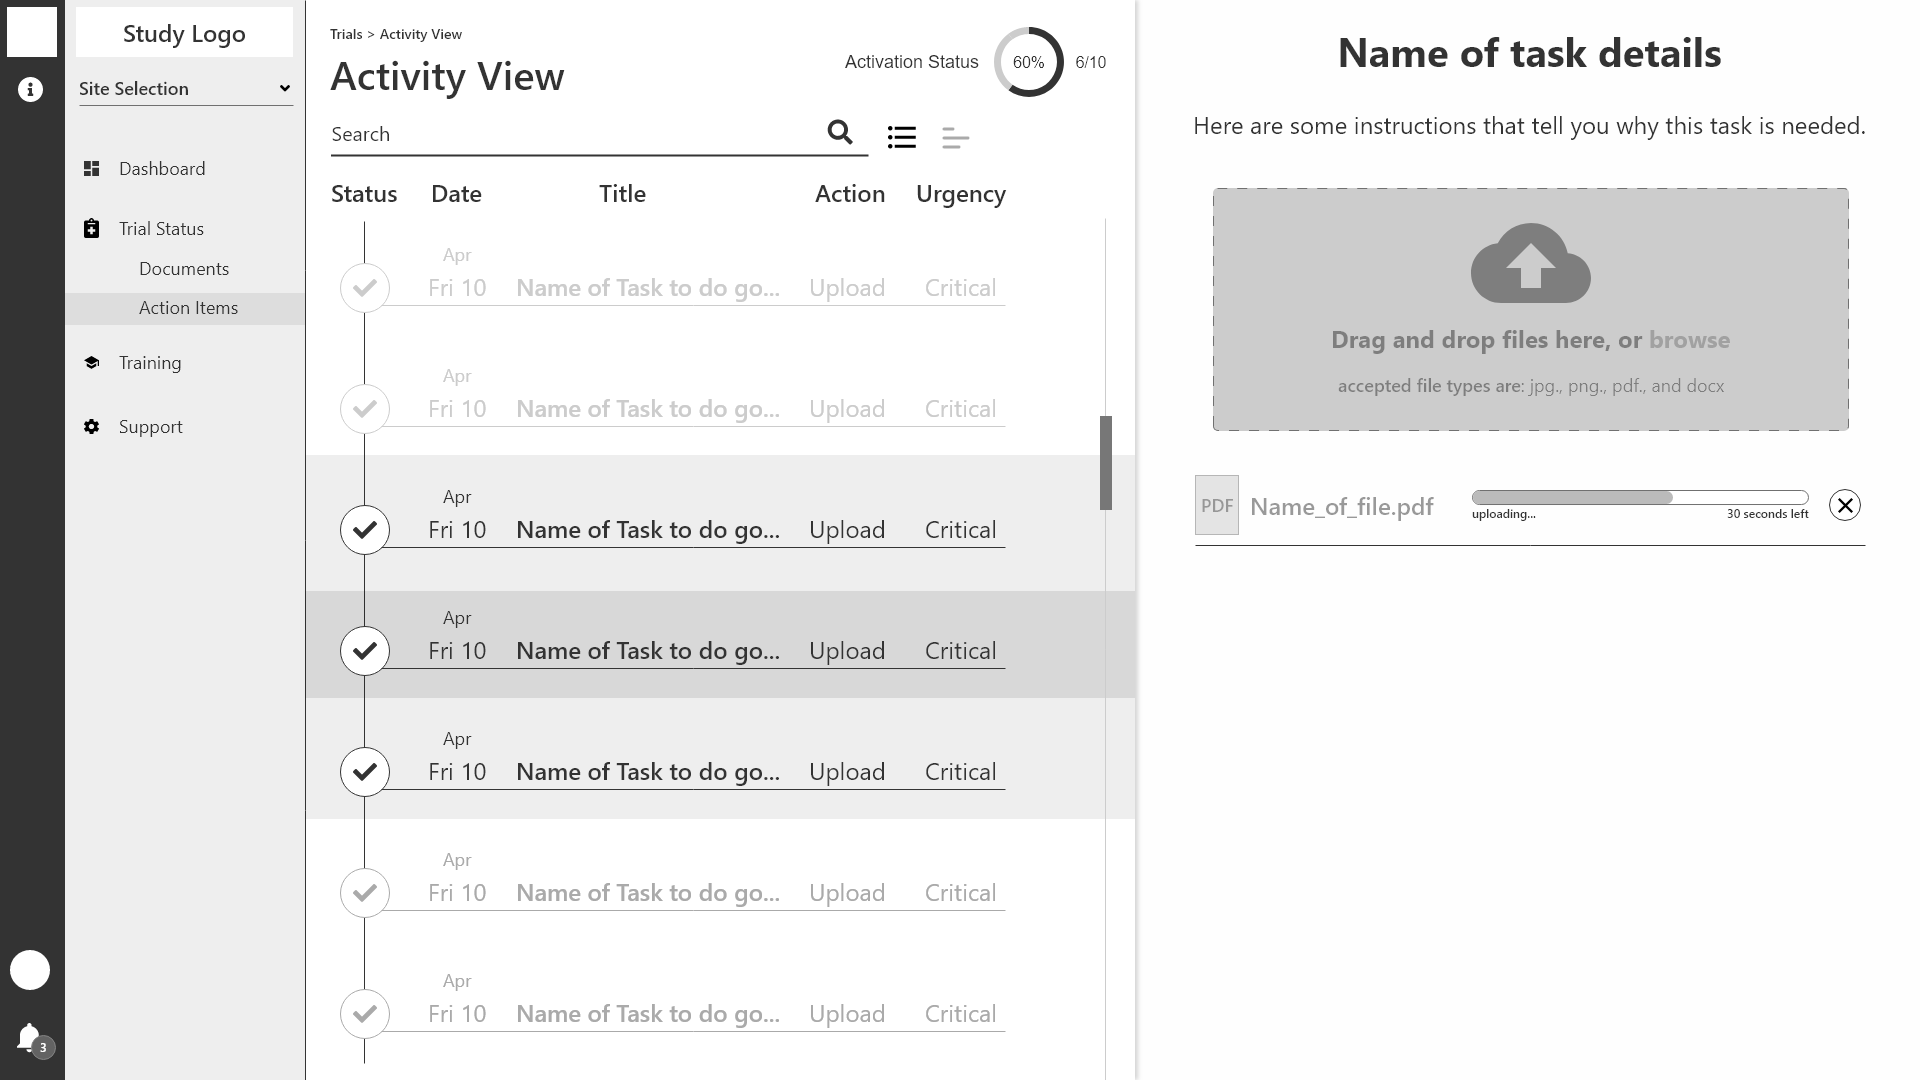 Study Logo
Site Selection
Dashboard
Trial Status
Documents
Action Items
Training
Support
3
Trials > Activity View
Activity View
Activation Status 60% 6/10
Search
Status Date Title Action Urgency
Apr
Fri 10 Name of Task to do go... Upload Critical
Apr
Fri 10 Name of Task to do go... Upload Critical
Apr
Fri 10 Name of Task to do go... Upload Critical
Apr
Fri 10 Name of Task to do go... Upload Critical
Apr
Fri 10 Name of Task to do go... Upload Critical
Apr
Fri 10 Name of Task to do go... Upload Critical
Apr
Fri 10 Name of Task to do go... Upload Critical
Name of task details
Here are some instructions that tell you why this task is needed.
Drag and drop files here, or browse
accepted file types are: jpg., png., pdf., and docx
PDF Name_of_file.pdf
uploading... 30 seconds left